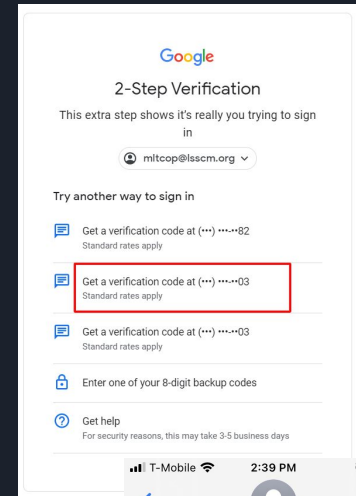 Google
2-Step Verification
This extra step shows it's really you trying to sign
in
mltcop@lsscm.org
Try another way to sign in
Get a verification code at (•••) •••-••82
Standard rates apply
Get a verification code at (•••) •••-••03
Standard rates apply
Get a verification code at (•••) •••-••03
Standard rates apply
Enter one of your 8-digit backup codes
Get help
For security reasons, this may take 3-5 business days
T-Mobile 2:39 PM